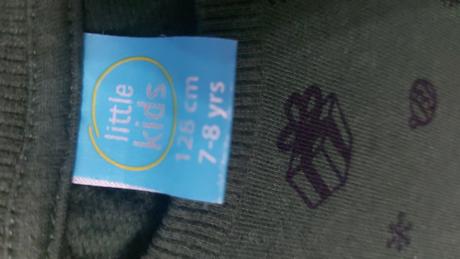 little
kids
128 cm
7-8 yrs